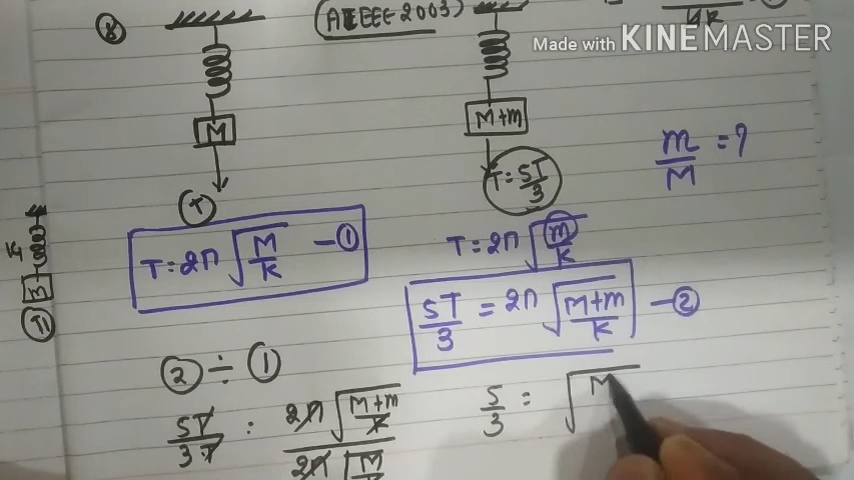 (AIEEE-2003)
Made with KINEMASTER
4K
8
M
M+m
T
T = 5T/3
m/M = ?
T = 2π √(M/K) — ①
T = 2π √(m/K)
5T/3 = 2π √(M+m/K) — ②
② ÷ ①
5T/3T : 2π √(M+m/K) / 2π √(M/K)
5/3 = √M